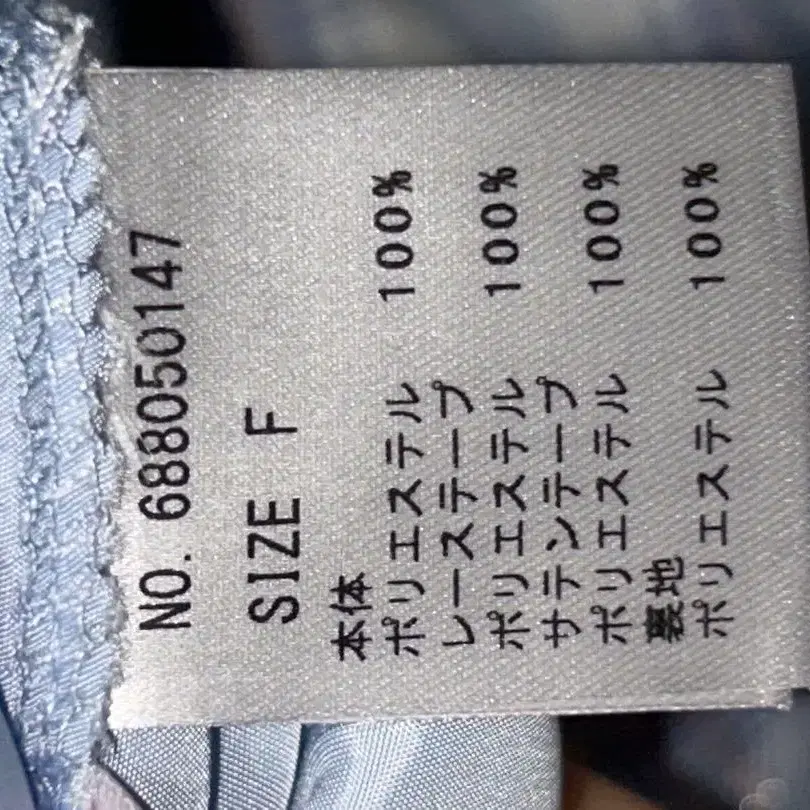 NO. 688050147
SIZE F
本体
ポリエステル 100%
レーステープ
ポリエステル 100%
サテンテープ
ポリエステル 100%
裏地
ポリエステル 100%